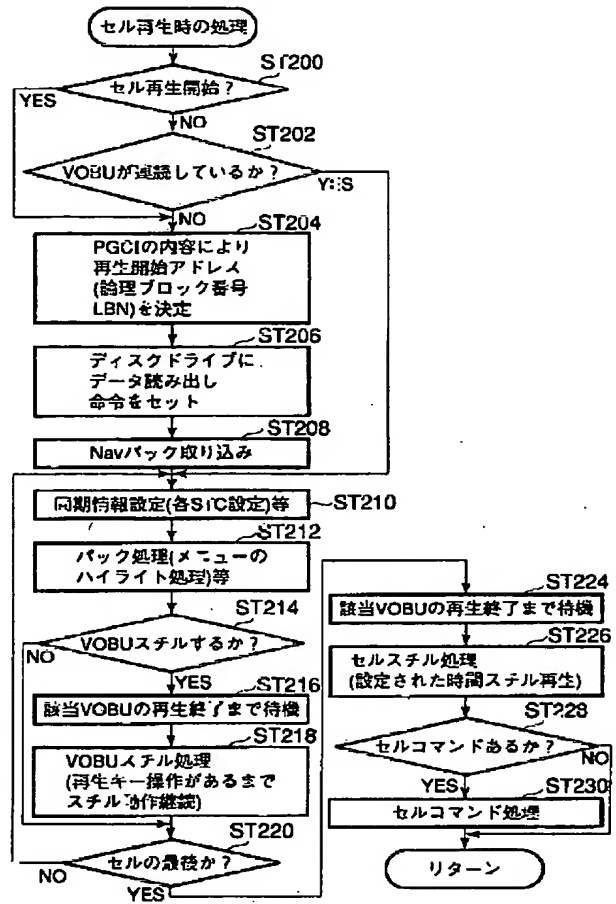 セル再生時の処理
ST200
セル再生開始?
YES
NO
ST202
VOBUが連続しているか?
YES
NO
ST204
PGCIの内容により
再生開始アドレス
(論理ブロック番号
LBN)を決定
ST206
ディスクドライブに
データ読み出し
命令をセット
ST208
Navパック取り込み
同期情報設定(各STC設定)等
ST210
ST212
パック処理(メニューの
ハイライト処理)等
ST214
VOBUスチルするか?
NO
YES
ST216
該当VOBUの再生終了まで待機
ST218
VOBUスチル処理
(再生キー操作があるまで
スチル動作継続)
ST220
セルの最後か?
NO
YES
ST224
該当VOBUの再生終了まで待機
ST226
セルスチル処理
(設定された時間スチル再生)
ST228
セルコマンドあるか?
NO
YES
ST230
セルコマンド処理
リターン